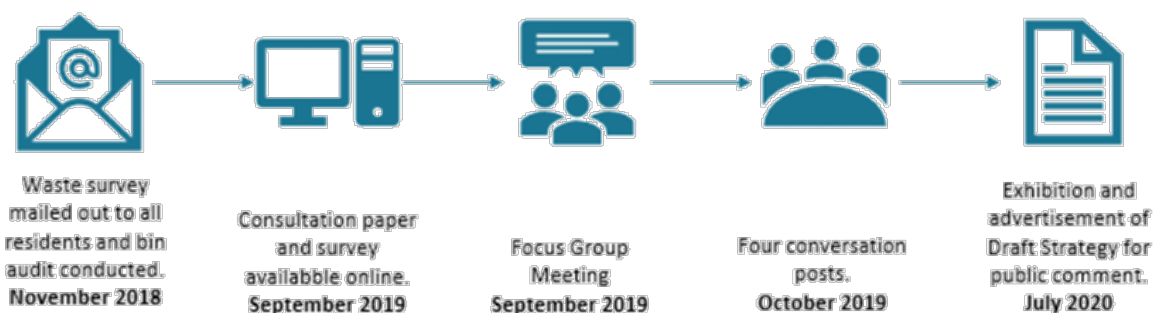 Waste survey
mailed out to all
residents and bin
audit conducted.
November 2018
Consultation paper
and survey
availabble online.
September 2019
Focus Group
Meeting
September 2019
Four conversation
posts.
October 2019
Exhibition and
advertisement of
Draft Strategy for
public comment.
July 2020